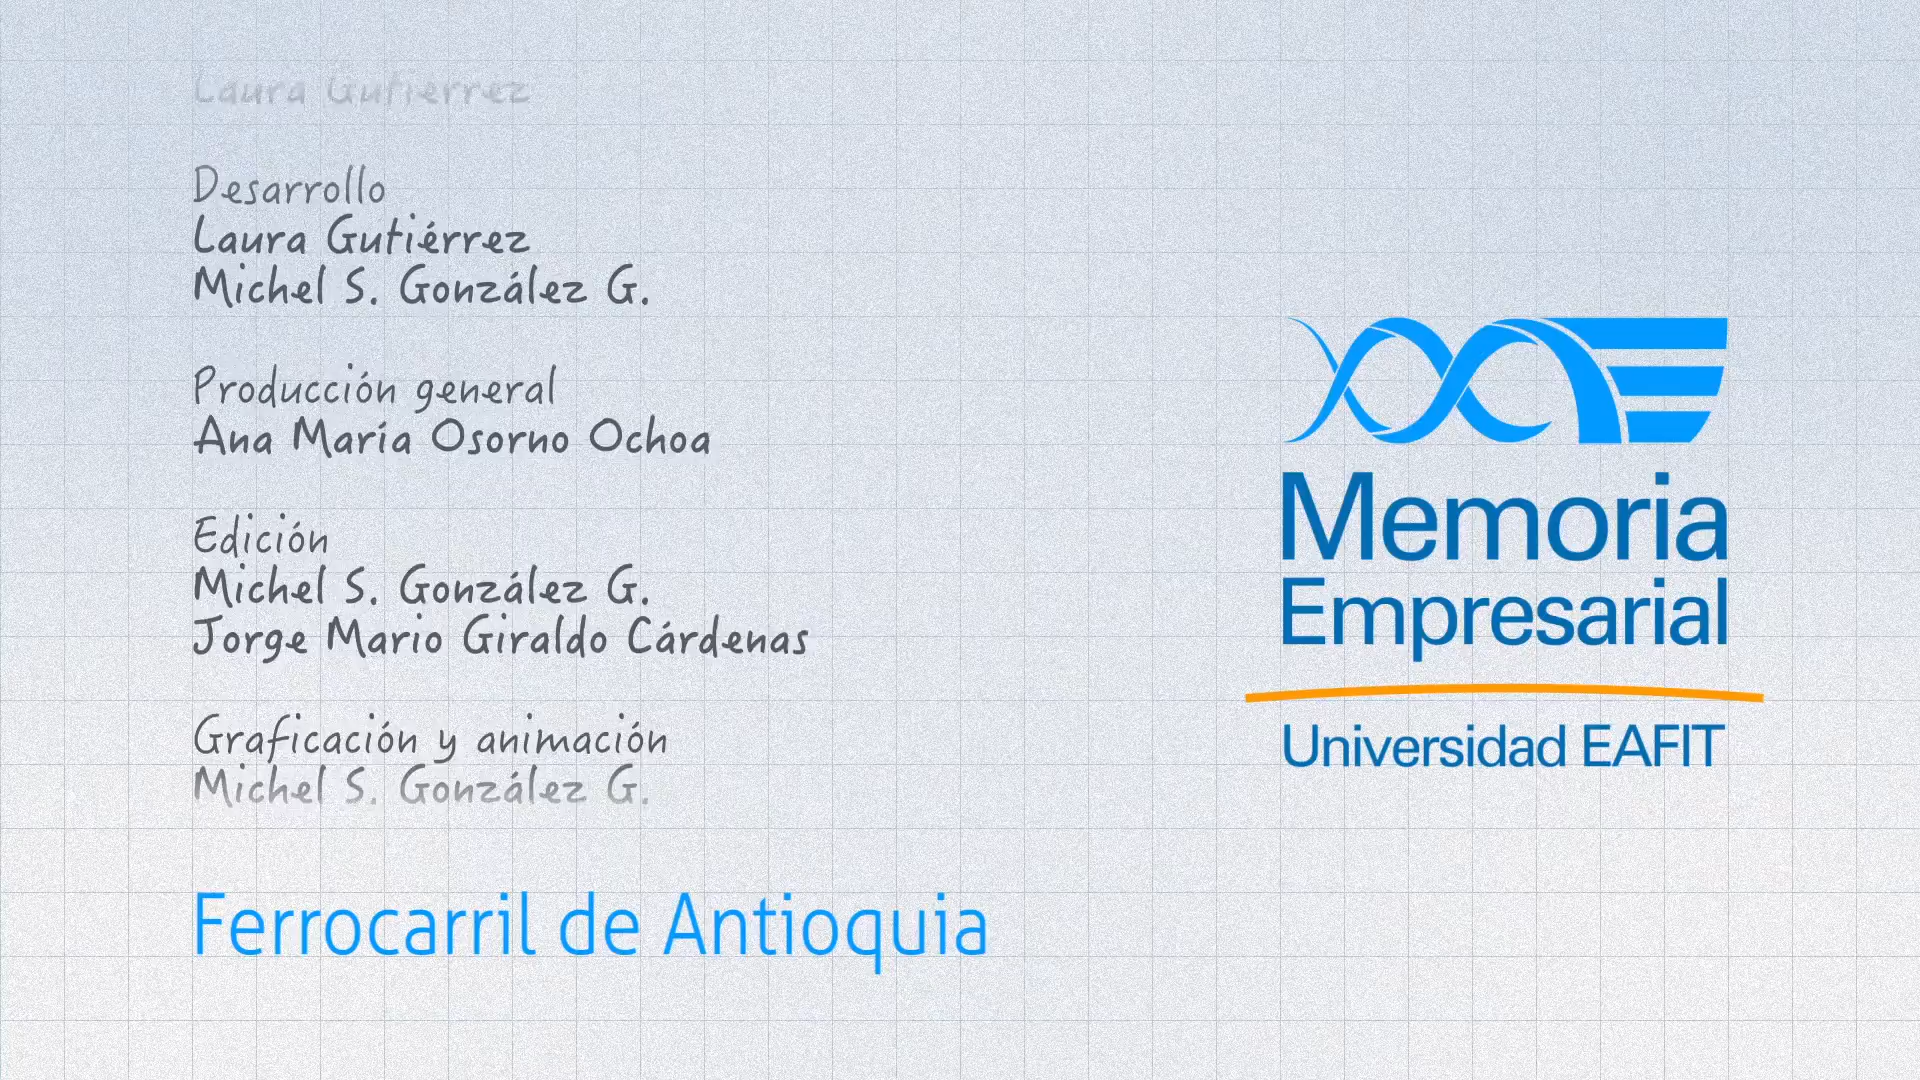 Laura Gutiérrez
Desarrollo
Laura Gutiérrez
Michel S. González G.
Producción general
Ana María Osorno Ochoa
Edición
Michel S. González G.
Jorge Mario Giraldo Cárdenas
Graficación y animación
Michel S. González G.
Ferrocarril de Antioquia
Memoria
Empresarial
Universidad EAFIT